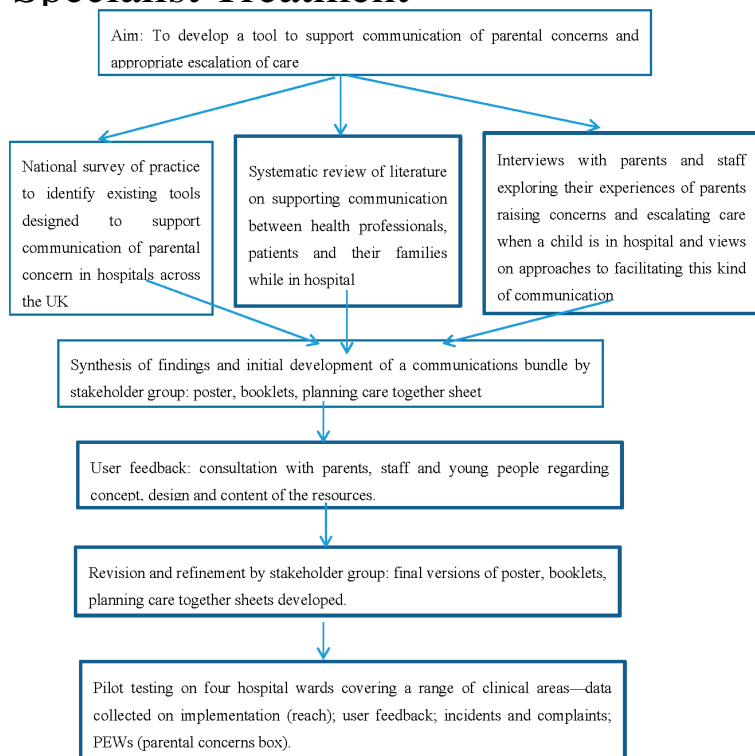 Specialist Treatment
Aim: To develop a tool to support communication of parental concerns and
appropriate escalation of care
National survey of practice
to identify existing tools
designed to support
communication of parental
concern in hospitals across
the UK
Systematic review of literature
on supporting communication
between health professionals,
patients and their families
while in hospital
Interviews with parents and staff
exploring their experiences of parents
raising concerns and escalating care
when a child is in hospital and views
on approaches to facilitating this kind
of communication
Synthesis of findings and initial development of a communications bundle by
stakeholder group: poster, booklets, planning care together sheet
User feedback: consultation with parents, staff and young people regarding
concept, design and content of the resources.
Revision and refinement by stakeholder group: final versions of poster, booklets,
planning care together sheets developed.
Pilot testing on four hospital wards covering a range of clinical areas—data
collected on implementation (reach); user feedback; incidents and complaints;
PEWs (parental concerns box).